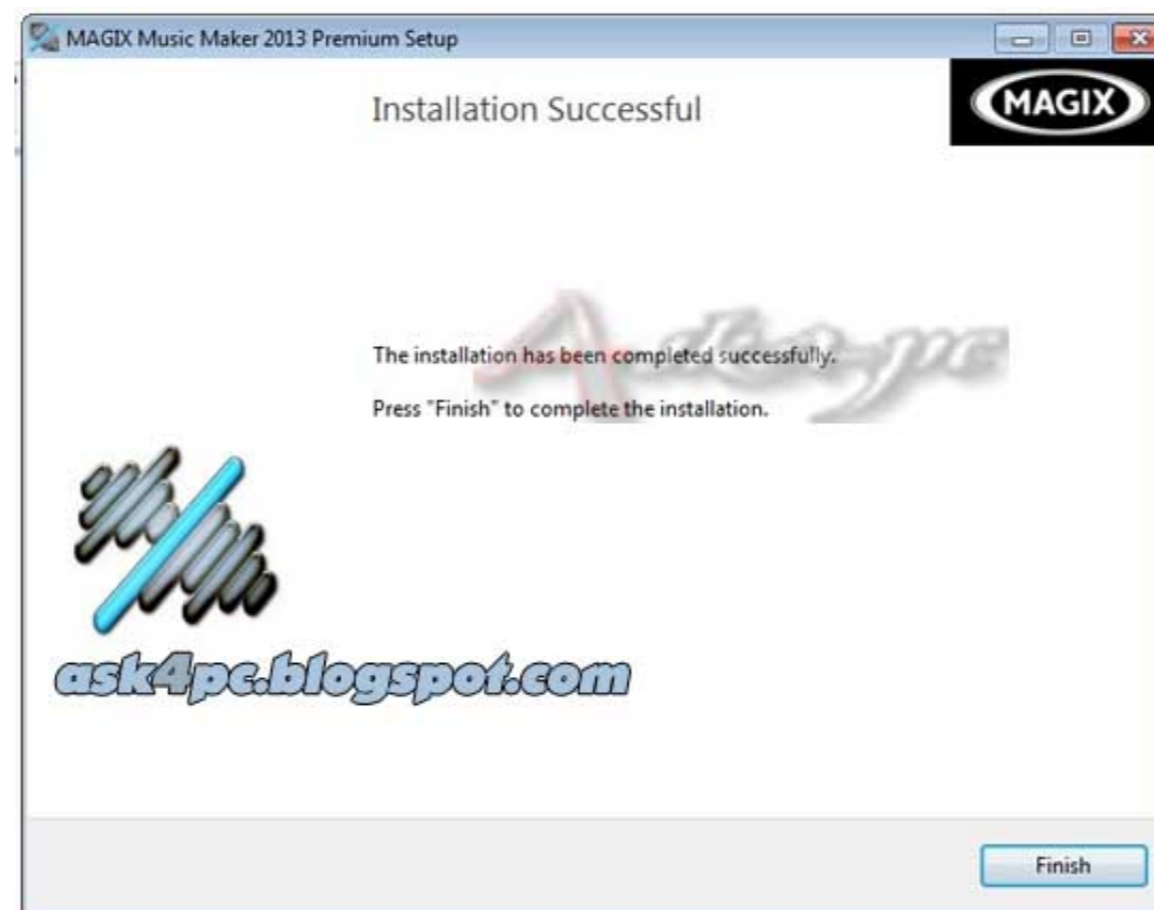 MAGIX Music Maker 2013 Premium Setup
Installation Successful
MAGIX
The installation has been completed successfully.
Press "Finish" to complete the installation.
ask4pc.blogspot.com
Finish